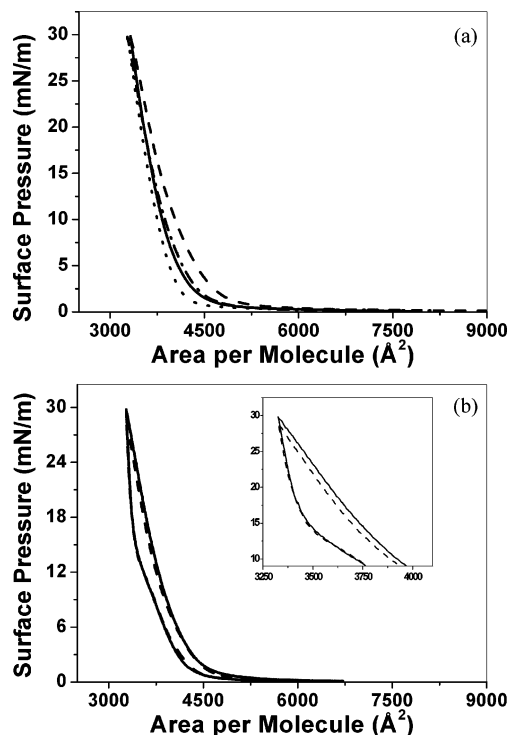 (a)
Surface Pressure (mN/m)
30
25
20
15
10
5
0
3000 4500 6000 7500 9000
Area per Molecule (Å²)
(b)
Surface Pressure (mN/m)
30
24
18
12
6
0
30
25
20
15
10
3250 3500 3750 4000
3000 4500 6000 7500 9000
Area per Molecule (Å²)